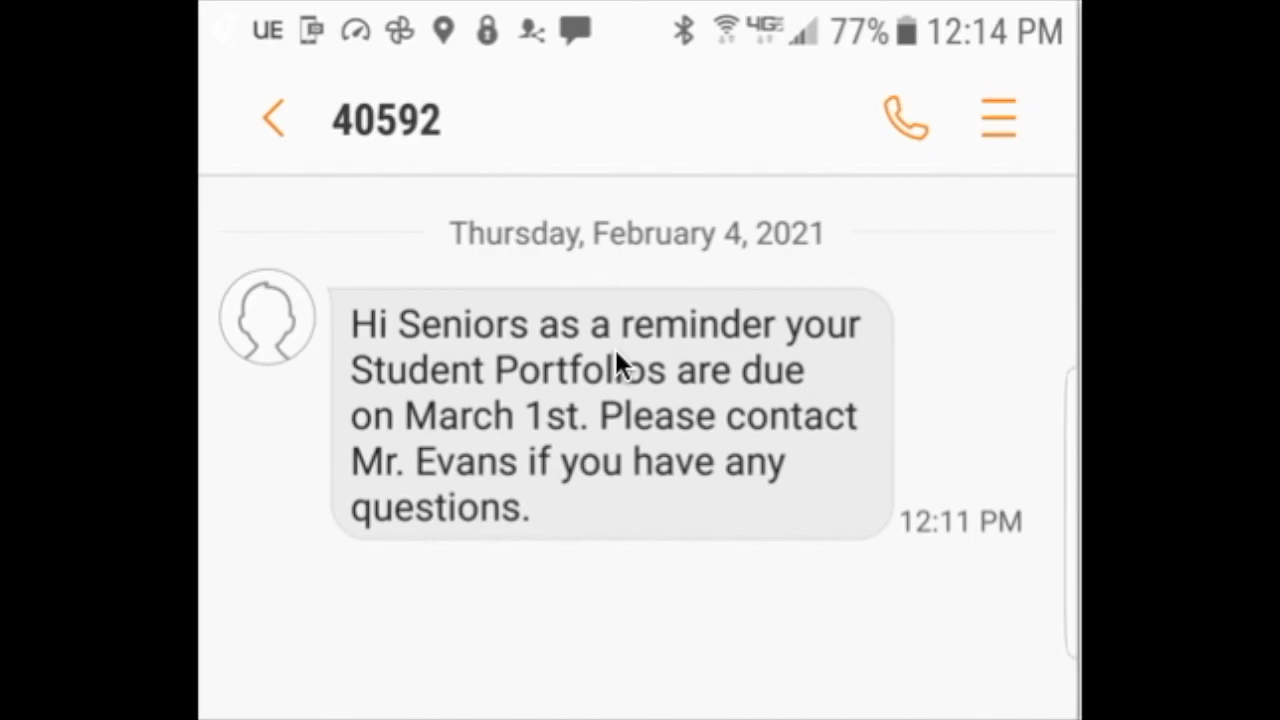 UE 4GE 77% 12:14 PM
40592
Thursday, February 4, 2021
Hi Seniors as a reminder your
Student Portfolios are due
on March 1st. Please contact
Mr. Evans if you have any
questions.
12:11 PM